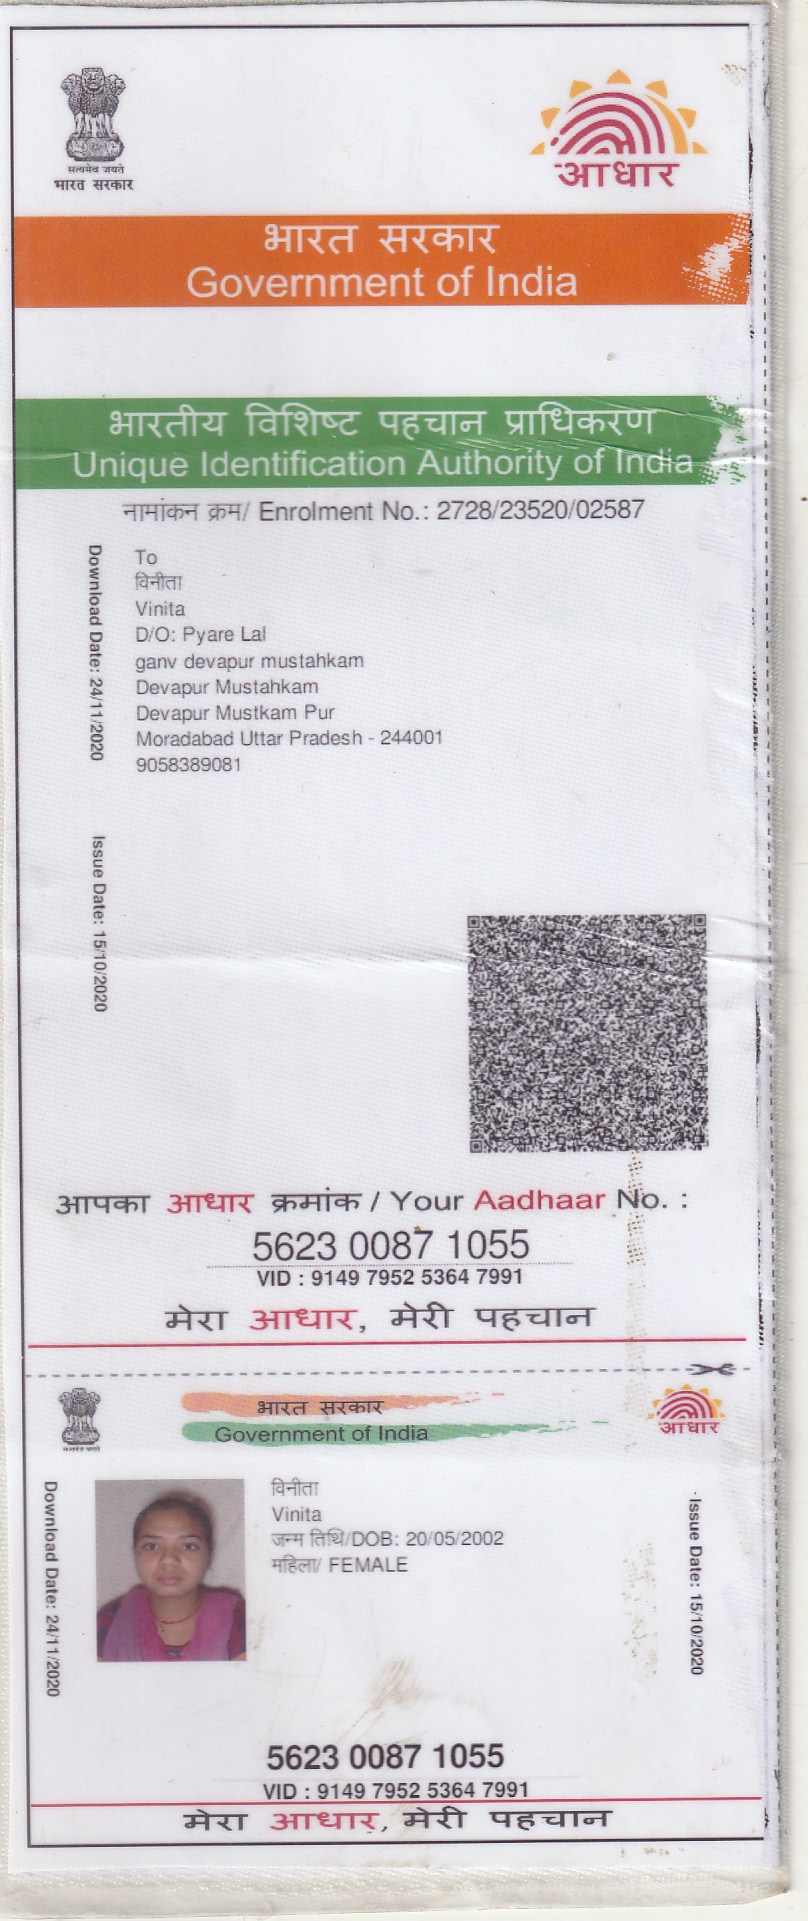 सत्यमेव जयते
भारत सरकार
आधार
भारत सरकार
Government of India
भारतीय विशिष्ट पहचान प्राधिकरण
Unique Identification Authority of India
नामांकन क्रम/ Enrolment No.: 2728/23520/02587
To
विनीता
Vinita
D/O: Pyare Lal
ganv devapur mustahkam
Devapur Mustahkam
Devapur Mustkam Pur
Moradabad Uttar Pradesh - 244001
9058389081
Download Date: 24/11/2020
Issue Date: 15/10/2020
आपका आधार क्रमांक / Your Aadhaar No. :
5623 0087 1055
VID : 9149 7952 5364 7991
मेरा आधार, मेरी पहचान
भारत सरकार
Government of India
आधार
Download Date: 24/11/2020
विनीता
Vinita
जन्म तिथि/DOB: 20/05/2002
महिला/ FEMALE
Issue Date: 15/10/2020
5623 0087 1055
VID : 9149 7952 5364 7991
मेरा आधार, मेरी पहचान